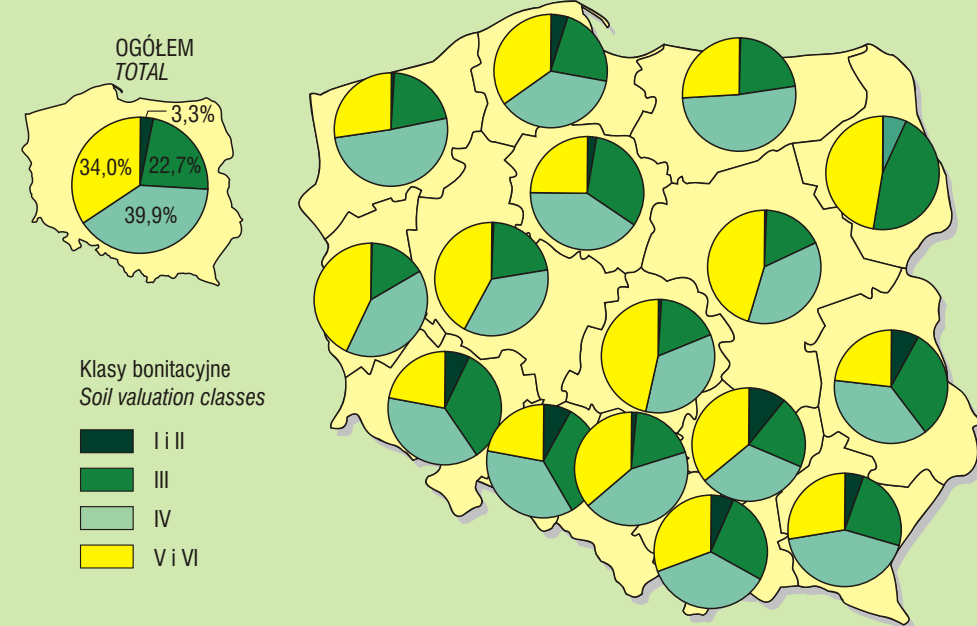 OGÓŁEM
TOTAL
3,3%
34,0%
22,7%
39,9%
Klasy bonitacyjne
Soil valuation classes
I i II
III
IV
V i VI